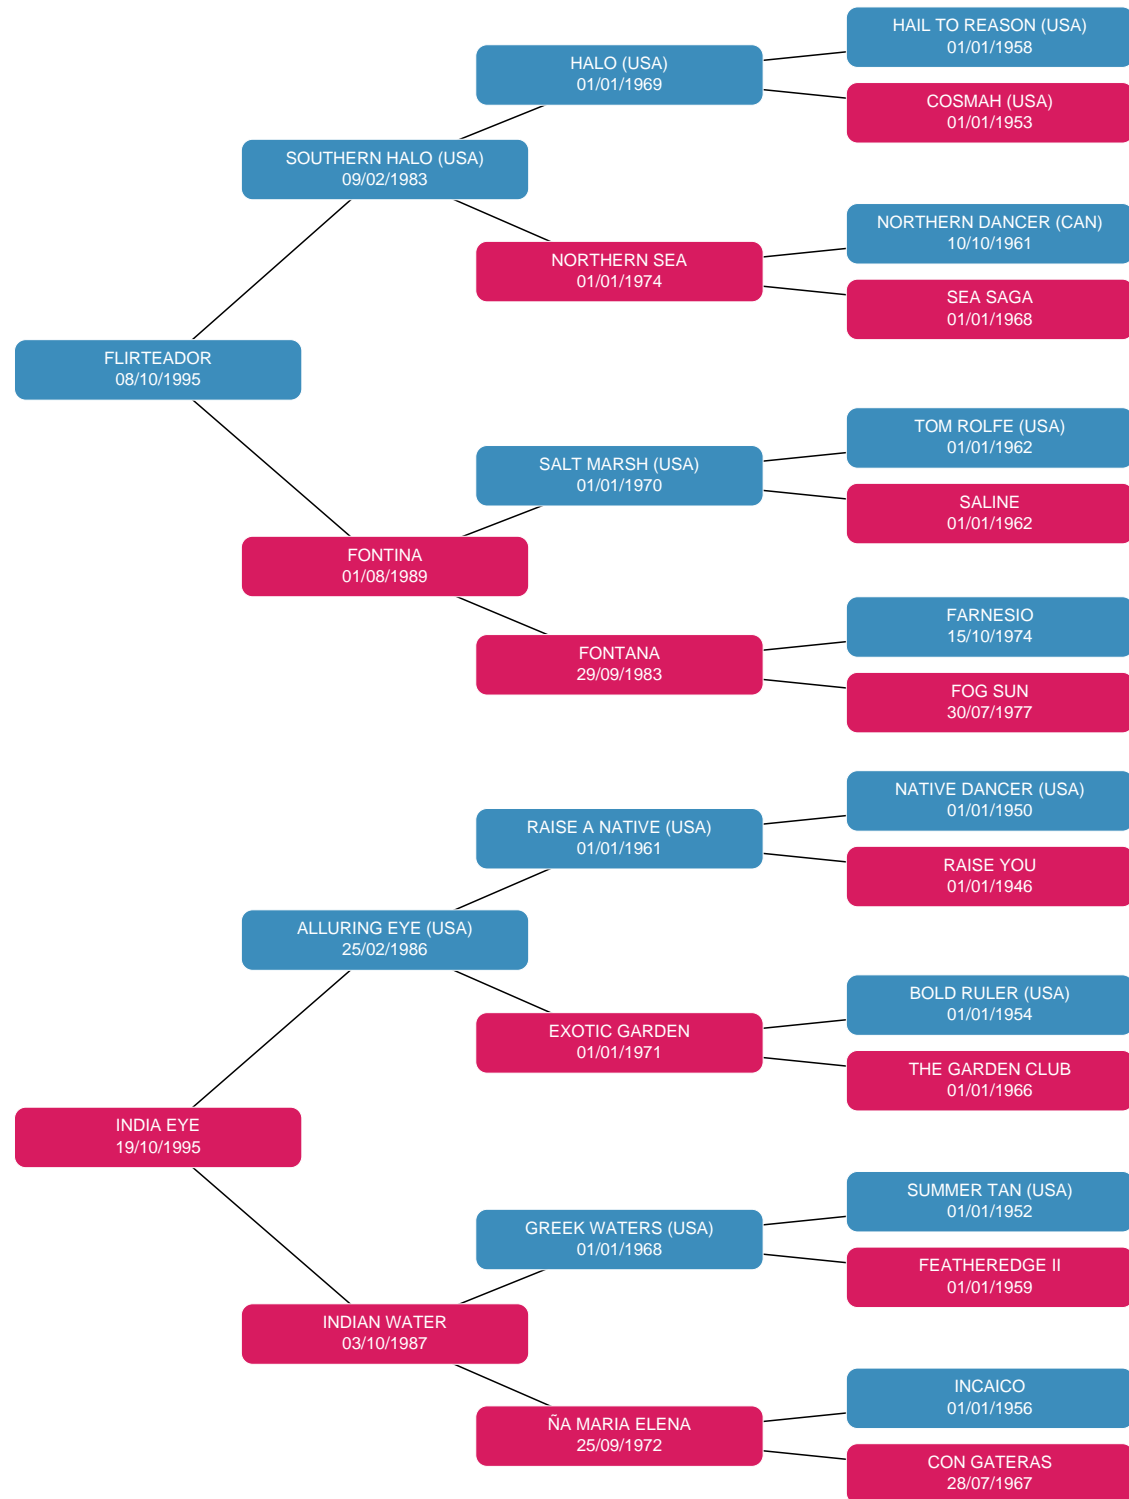 HAIL TO REASON (USA)
01/01/1958
HALO (USA)
01/01/1969
COSMAH (USA)
01/01/1953
SOUTHERN HALO (USA)
09/02/1983
NORTHERN DANCER (CAN)
10/10/1961
NORTHERN SEA
01/01/1974
SEA SAGA
01/01/1968
FLIRTEADOR
08/10/1995
TOM ROLFE (USA)
01/01/1962
SALT MARSH (USA)
01/01/1970
SALINE
01/01/1962
FONTINA
01/08/1989
FARNESIO
15/10/1974
FONTANA
29/09/1983
FOG SUN
30/07/1977
NATIVE DANCER (USA)
01/01/1950
RAISE A NATIVE (USA)
01/01/1961
RAISE YOU
01/01/1946
ALLURING EYE (USA)
25/02/1986
BOLD RULER (USA)
01/01/1954
EXOTIC GARDEN
01/01/1971
THE GARDEN CLUB
01/01/1966
INDIA EYE
19/10/1995
SUMMER TAN (USA)
01/01/1952
GREEK WATERS (USA)
01/01/1968
FEATHEREDGE II
01/01/1959
INDIAN WATER
03/10/1987
INCAICO
01/01/1956
ÑA MARIA ELENA
25/09/1972
CON GATERAS
28/07/1967